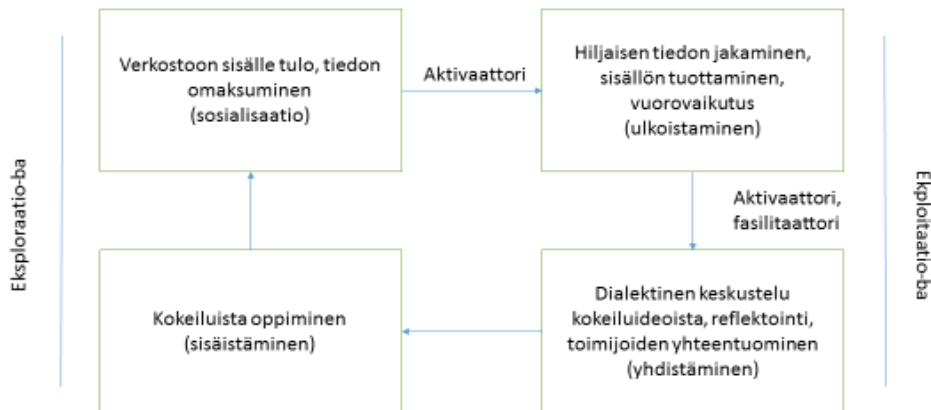 Verkostoon sisälle tulo, tiedon
omaksuminen
(sosialisaatio)
Aktivaattori
Hiljaisen tiedon jakaminen,
sisällön tuottaminen,
vuorovaikutus
(ulkoistaminen)
Eksploraatio-ba
Ekploitaatio-ba
Aktivaattori,
fasilitaattori
Kokeiluista oppiminen
(sisäistäminen)
Dialektinen keskustelu
kokeiluideoista, reflektointi,
toimijoiden yhteentuominen
(yhdistäminen)